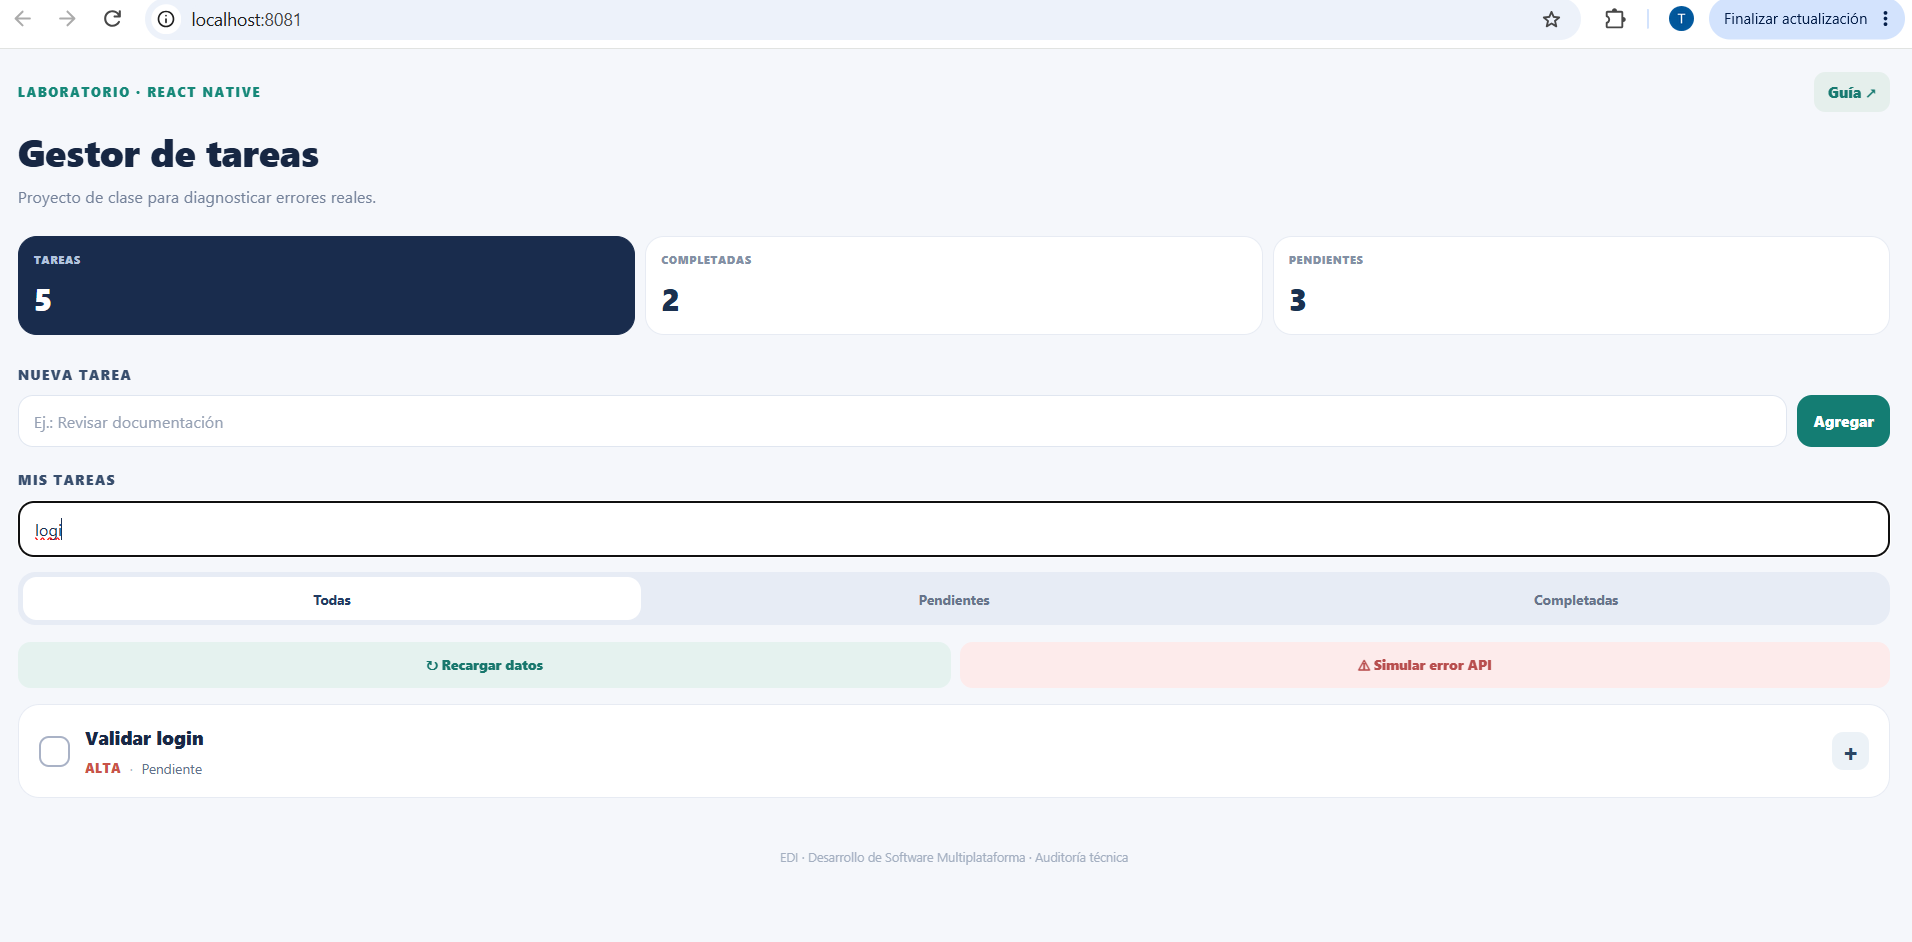 localhost:8081
T
Finalizar actualización
LABORATORIO · REACT NATIVE
Guía ↗
Gestor de tareas
Proyecto de clase para diagnosticar errores reales.
TAREAS
5
COMPLETADAS
2
PENDIENTES
3
NUEVA TAREA
Ej.: Revisar documentación
Agregar
MIS TAREAS
logi
Todas
Pendientes
Completadas
↻ Recargar datos
⚠ Simular error API
Validar login
ALTA · Pendiente
+
EDI · Desarrollo de Software Multiplataforma · Auditoría técnica